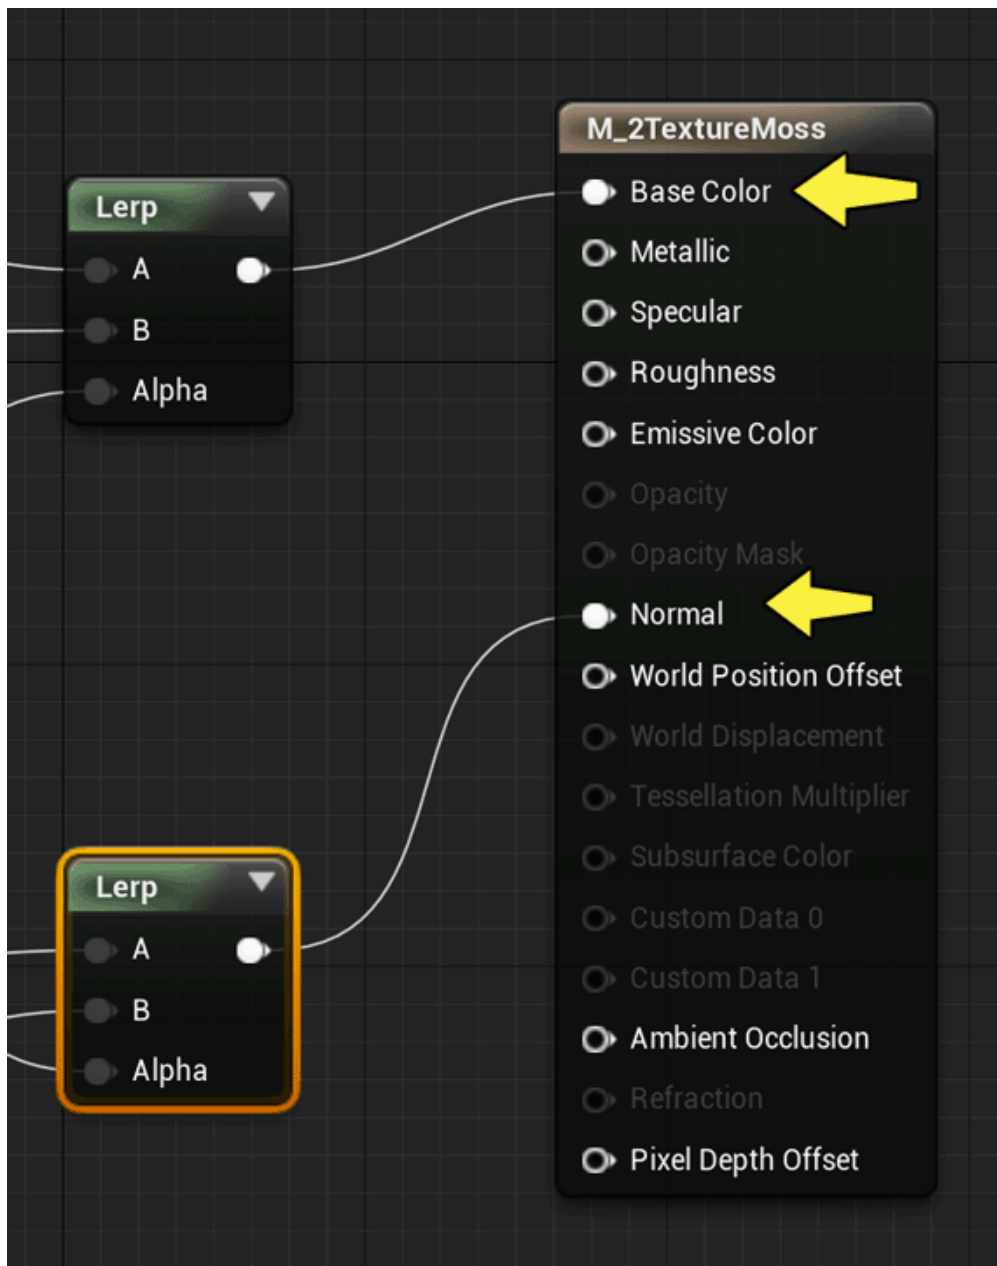 Lerp
A
B
Alpha
M_2TextureMoss
Base Color
Metallic
Specular
Roughness
Emissive Color
Opacity
Opacity Mask
Normal
World Position Offset
World Displacement
Tessellation Multiplier
Subsurface Color
Custom Data 0
Custom Data 1
Ambient Occlusion
Refraction
Pixel Depth Offset
Lerp
A
B
Alpha